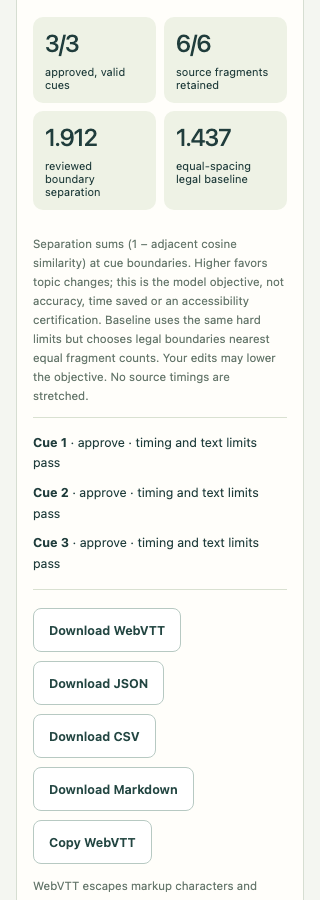 3/3
approved, valid
cues
6/6
source fragments
retained
1.912
reviewed
boundary
separation
1.437
equal-spacing
legal baseline
Separation sums (1 − adjacent cosine
similarity) at cue boundaries. Higher favors
topic changes; this is the model objective, not
accuracy, time saved or an accessibility
certification. Baseline uses the same hard
limits but chooses legal boundaries nearest
equal fragment counts. Your edits may lower
the objective. No source timings are
stretched.
Cue 1 · approve · timing and text limits
pass
Cue 2 · approve · timing and text limits
pass
Cue 3 · approve · timing and text limits
pass
Download WebVTT
Download JSON
Download CSV
Download Markdown
Copy WebVTT
WebVTT escapes markup characters and